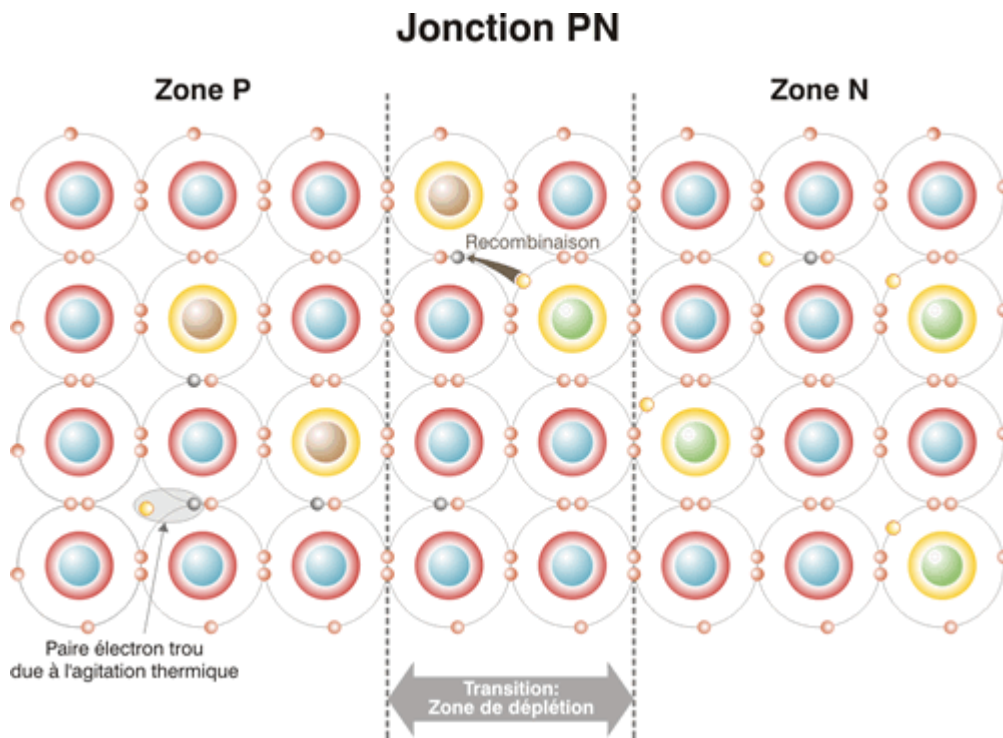 Jonction PN
Zone P
Zone N
Recombinaison
Paire électron trou
due à l'agitation thermique
Transition:
Zone de déplétion